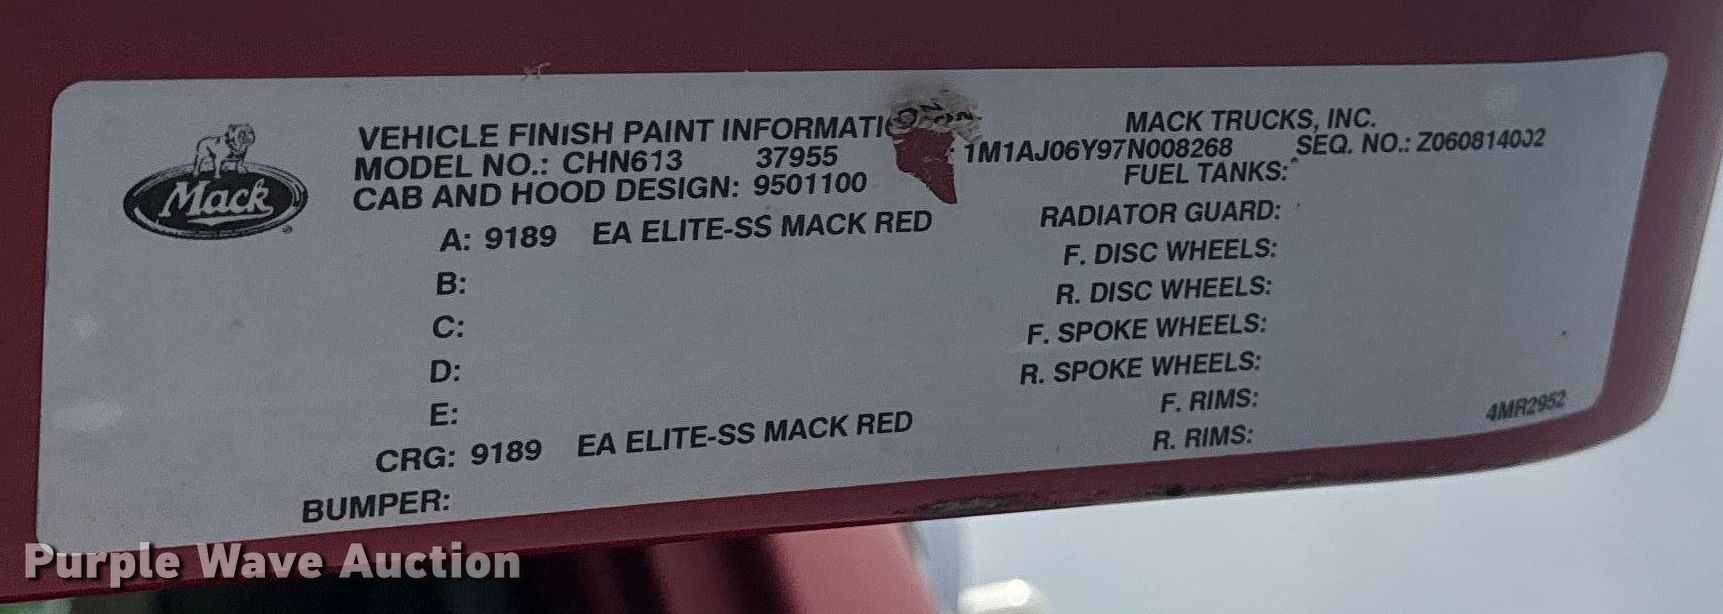 Mack
VEHICLE FINISH PAINT INFORMATI
MODEL NO.: CHN613 37955
CAB AND HOOD DESIGN: 9501100
A: 9189 EA ELITE-SS MACK RED
B:
C:
D:
E:
CRG: 9189 EA ELITE-SS MACK RED
BUMPER:
MACK TRUCKS, INC.
: 1M1AJ06Y97N008268 SEQ. NO.: Z060814002
FUEL TANKS:
RADIATOR GUARD:
F. DISC WHEELS:
R. DISC WHEELS:
F. SPOKE WHEELS:
R. SPOKE WHEELS:
F. RIMS:
R. RIMS:
4MR2952
Purple Wave Auction